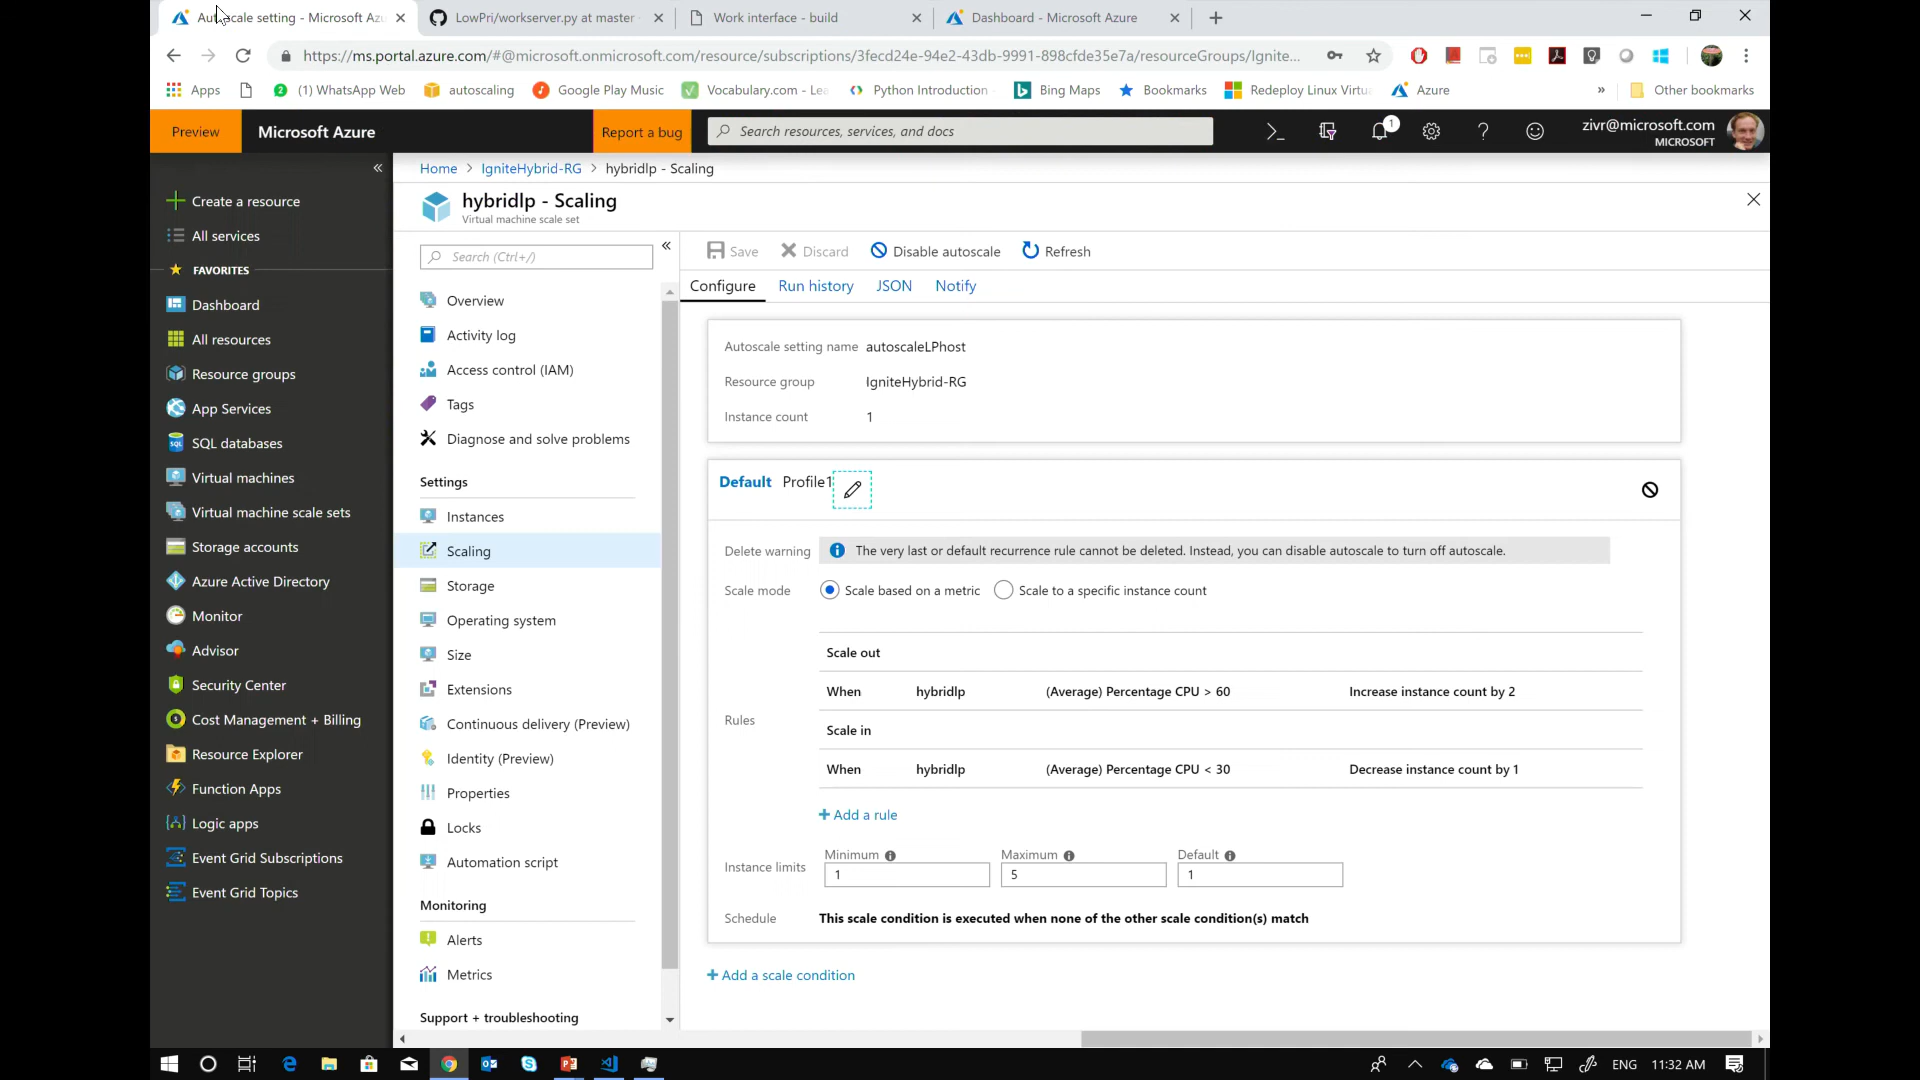 Autoscale setting - Microsoft Azu
LowPri/workserver.py at master
Work interface - build
Dashboard - Microsoft Azure
https://ms.portal.azure.com/#@microsoft.onmicrosoft.com/resource/subscriptions/3fecd24e-94e2-43db-9991-898cfde35e7a/resourceGroups/Ignite...
Apps
(1) WhatsApp Web
autoscaling
Google Play Music
Vocabulary.com - Lea
Python Introduction
Bing Maps
Bookmarks
Redeploy Linux Virtu
Azure
»
Other bookmarks
Preview
Microsoft Azure
Report a bug
Search resources, services, and docs
1
zivr@microsoft.com
MICROSOFT
Create a resource
All services
FAVORITES
Dashboard
All resources
Resource groups
App Services
SQL databases
Virtual machines
Virtual machine scale sets
Storage accounts
Azure Active Directory
Monitor
Advisor
Security Center
Cost Management + Billing
Resource Explorer
Function Apps
Logic apps
Event Grid Subscriptions
Event Grid Topics
Home > IgniteHybrid-RG > hybridlp - Scaling
hybridlp - Scaling
Virtual machine scale set
Search (Ctrl+/)
Overview
Activity log
Access control (IAM)
Tags
Diagnose and solve problems
Settings
Instances
Scaling
Storage
Operating system
Size
Extensions
Continuous delivery (Preview)
Identity (Preview)
Properties
Locks
Automation script
Monitoring
Alerts
Metrics
Support + troubleshooting
Save Discard Disable autoscale Refresh
Configure Run history JSON Notify
Autoscale setting name autoscaleLPhost
Resource group IgniteHybrid-RG
Instance count 1
Default Profile1
Delete warning The very last or default recurrence rule cannot be deleted. Instead, you can disable autoscale to turn off autoscale.
Scale mode Scale based on a metric Scale to a specific instance count
Rules
Scale out
When hybridlp (Average) Percentage CPU > 60 Increase instance count by 2
Scale in
When hybridlp (Average) Percentage CPU < 30 Decrease instance count by 1
+ Add a rule
Instance limits
Minimum Maximum Default
1 5 1
Schedule This scale condition is executed when none of the other scale condition(s) match
+ Add a scale condition
ENG 11:32 AM